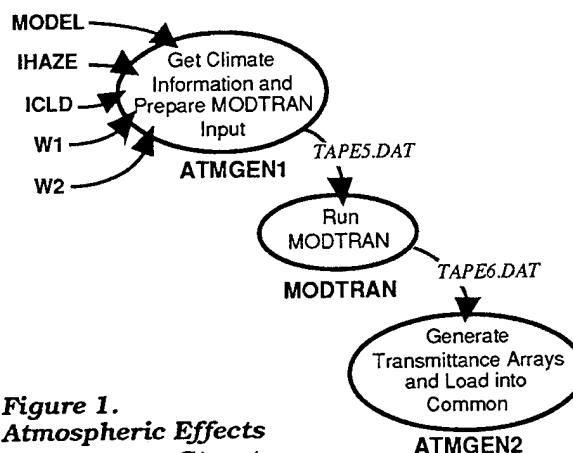 MODEL
IHAZE
ICLD
W1
W2
Get Climate
Information and
Prepare MODTRAN
Input
ATMGEN1
TAPE5.DAT
Run
MODTRAN
MODTRAN
TAPE6.DAT
Generate
Transmittance Arrays
and Load into
Common
ATMGEN2
Figure 1.
Atmospheric Effects